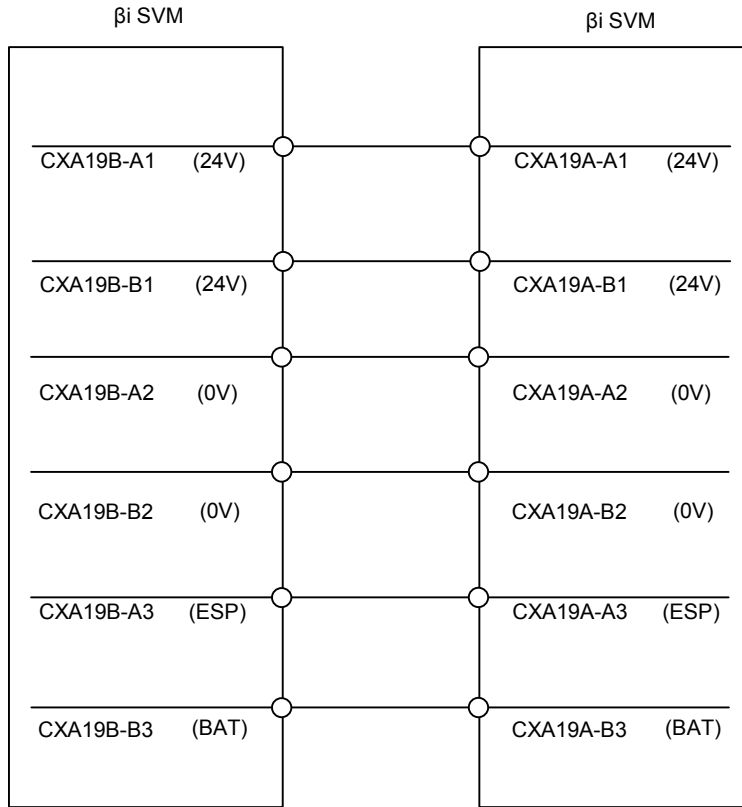 βi SVM βi SVM
CXA19B-A1 (24V) CXA19A-A1 (24V)
CXA19B-B1 (24V) CXA19A-B1 (24V)
CXA19B-A2 (0V) CXA19A-A2 (0V)
CXA19B-B2 (0V) CXA19A-B2 (0V)
CXA19B-A3 (ESP) CXA19A-A3 (ESP)
CXA19B-B3 (BAT) CXA19A-B3 (BAT)